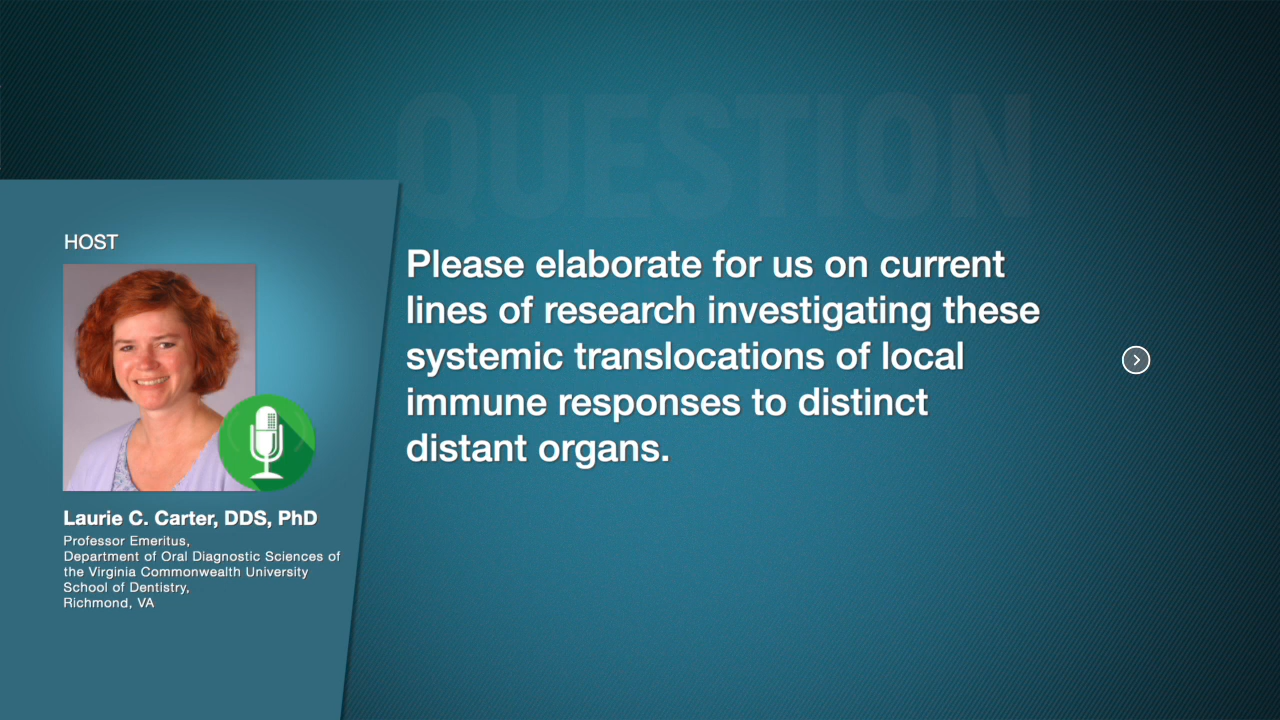 QUESTION
HOST
Please elaborate for us on current
lines of research investigating these
systemic translocations of local
immune responses to distinct
distant organs.
Laurie C. Carter, DDS, PhD
Professor Emeritus,
Department of Oral Diagnostic Sciences of
the Virginia Commonwealth University
School of Dentistry,
Richmond, VA